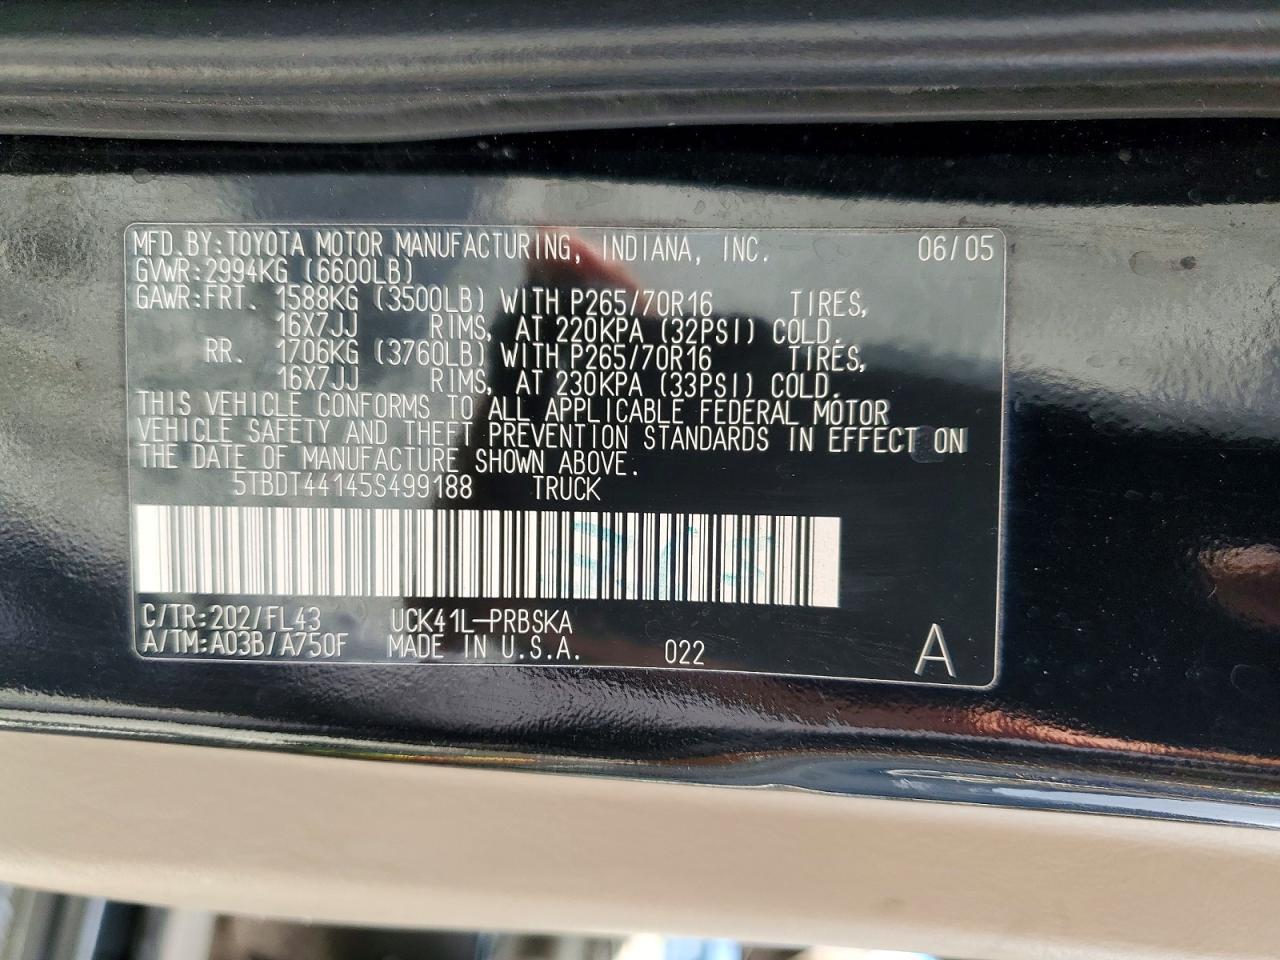 MFD.BY:TOYOTA MOTOR MANUFACTURING, INDIANA, INC. 06/05
GVWR:2994KG (6600LB)
GAWR:FRT. 1588KG (3500LB) WITH P265/70R16 TIRES,
16X7JJ RIMS, AT 220KPA (32PSI) COLD.
RR. 1706KG (3760LB) WITH P265/70R16 TIRES,
16X7JJ RIMS, AT 230KPA (33PSI) COLD.
THIS VEHICLE CONFORMS TO ALL APPLICABLE FEDERAL MOTOR
VEHICLE SAFETY AND THEFT PREVENTION STANDARDS IN EFFECT ON
THE DATE OF MANUFACTURE SHOWN ABOVE.
5TBDT44145S499188 TRUCK
C/TR:202/FL43 UCK41L-PRBSKA
A/TM:A03B/A750F MADE IN U.S.A. 022 A